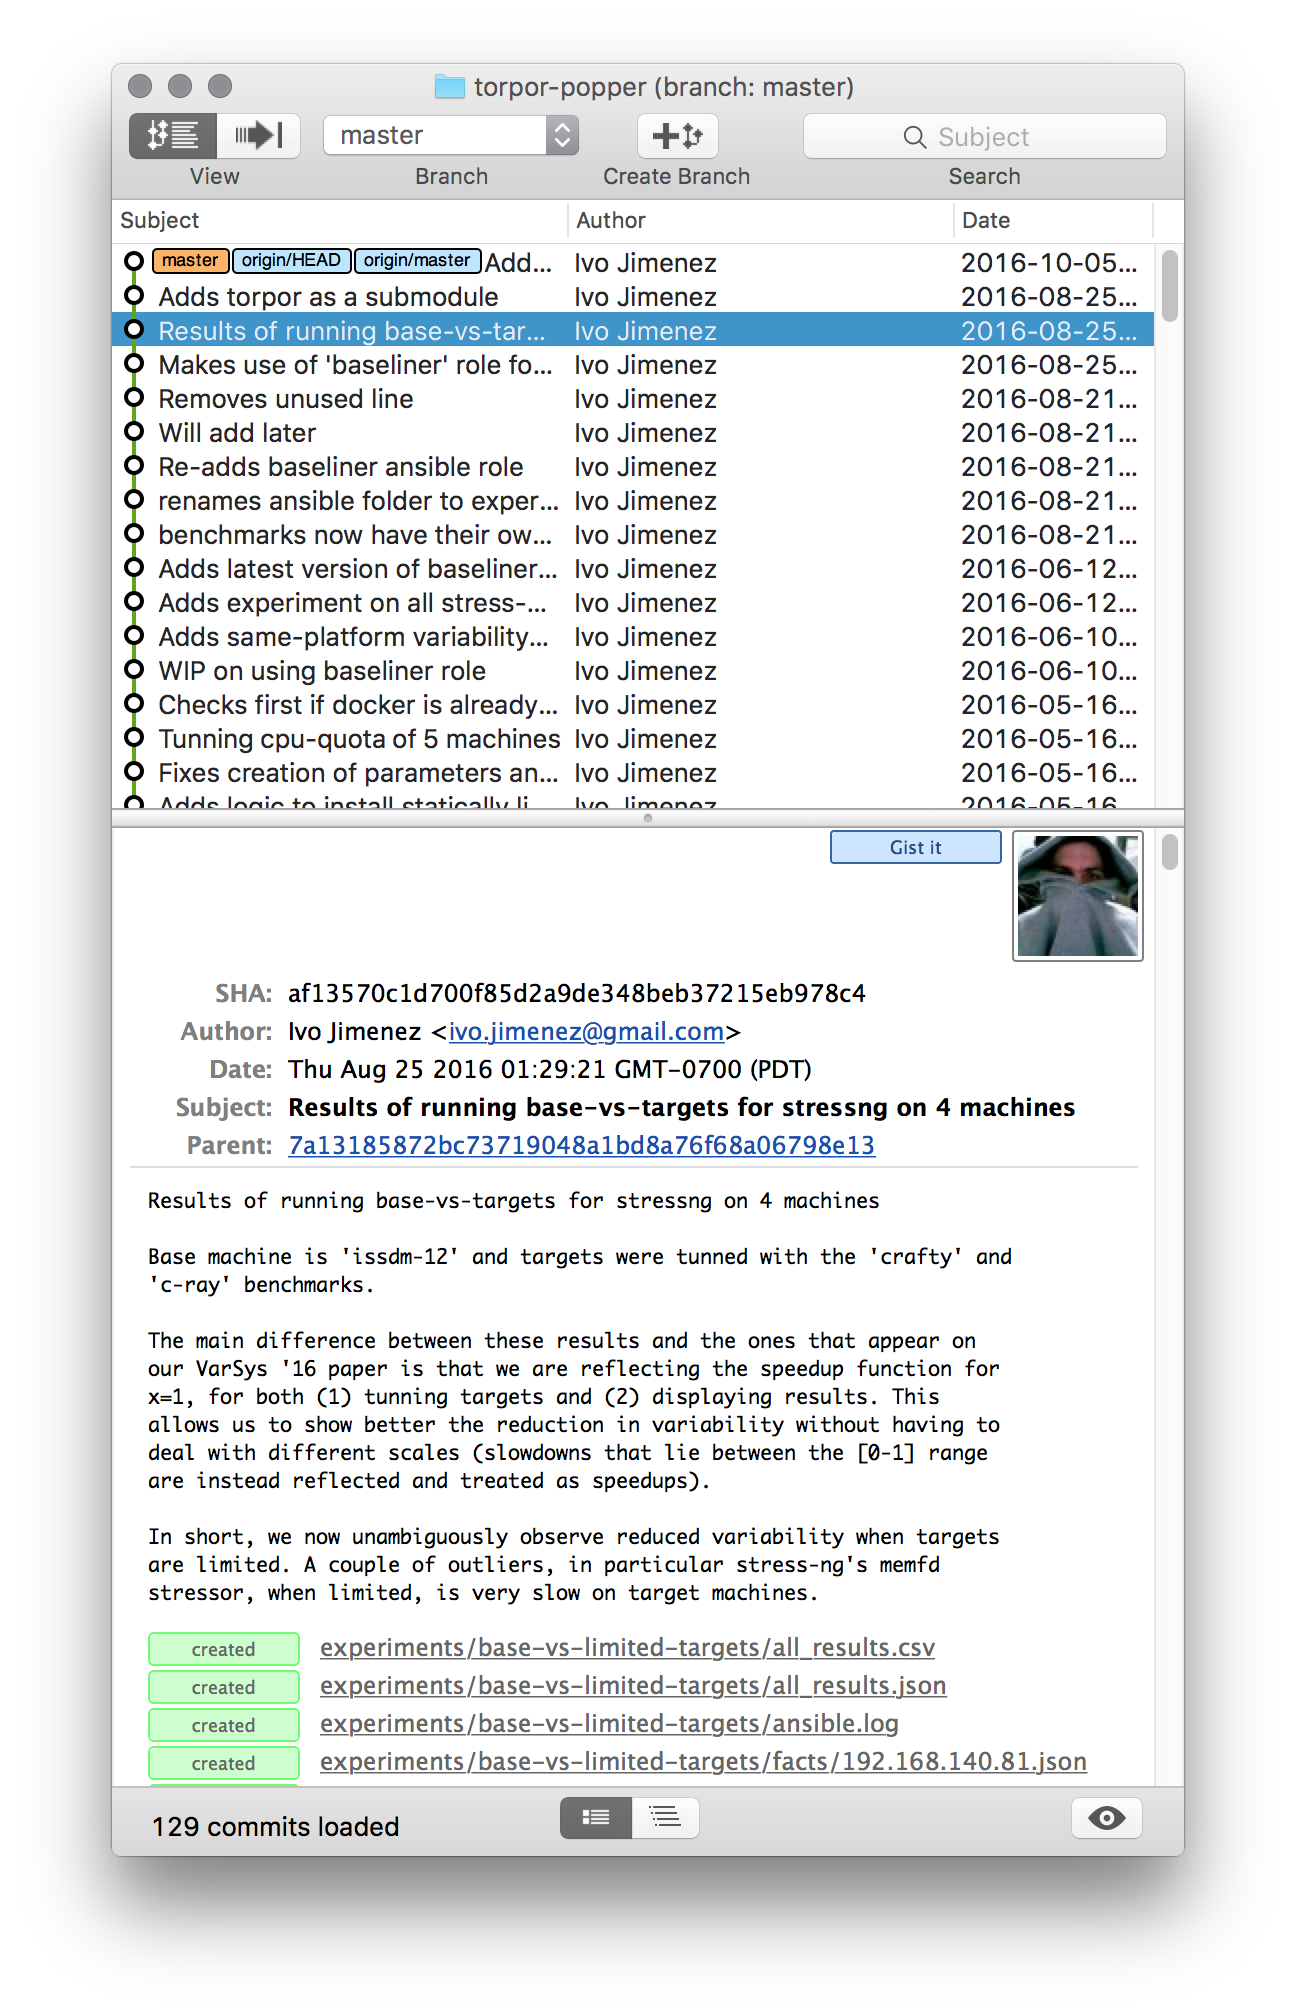 torpor-popper (branch: master)
master
Subject
View
Branch
Create Branch
Search
Subject Author Date
master origin/HEAD origin/master Add... Ivo Jimenez 2016-10-05...
Adds torpor as a submodule Ivo Jimenez 2016-08-25...
Results of running base-vs-tar... Ivo Jimenez 2016-08-25...
Makes use of 'baseliner' role fo... Ivo Jimenez 2016-08-25...
Removes unused line Ivo Jimenez 2016-08-21...
Will add later Ivo Jimenez 2016-08-21...
Re-adds baseliner ansible role Ivo Jimenez 2016-08-21...
renames ansible folder to exper... Ivo Jimenez 2016-08-21...
benchmarks now have their ow... Ivo Jimenez 2016-08-21...
Adds latest version of baseliner... Ivo Jimenez 2016-06-12...
Adds experiment on all stress-... Ivo Jimenez 2016-06-12...
Adds same-platform variability... Ivo Jimenez 2016-06-10...
WIP on using baseliner role Ivo Jimenez 2016-06-10...
Checks first if docker is already... Ivo Jimenez 2016-05-16...
Tunning cpu-quota of 5 machines Ivo Jimenez 2016-05-16...
Fixes creation of parameters an... Ivo Jimenez 2016-05-16...
Adds logic to install statically li... Ivo Jimenez 2016-05-16...
Gist it
SHA: af13570c1d700f85d2a9de348beb37215eb978c4
Author: Ivo Jimenez <ivo.jimenez@gmail.com>
Date: Thu Aug 25 2016 01:29:21 GMT-0700 (PDT)
Subject: Results of running base-vs-targets for stressng on 4 machines
Parent: 7a13185872bc73719048a1bd8a76f68a06798e13
Results of running base-vs-targets for stressng on 4 machines
Base machine is 'issdm-12' and targets were tunned with the 'crafty' and
'c-ray' benchmarks.
The main difference between these results and the ones that appear on
our VarSys '16 paper is that we are reflecting the speedup function for
x=1, for both (1) tunning targets and (2) displaying results. This
allows us to show better the reduction in variability without having to
deal with different scales (slowdowns that lie between the [0-1] range
are instead reflected and treated as speedups).
In short, we now unambiguously observe reduced variability when targets
are limited. A couple of outliers, in particular stress-ng's memfd
stressor, when limited, is very slow on target machines.
created experiments/base-vs-limited-targets/all_results.csv
created experiments/base-vs-limited-targets/all_results.json
created experiments/base-vs-limited-targets/ansible.log
created experiments/base-vs-limited-targets/facts/192.168.140.81.json
129 commits loaded